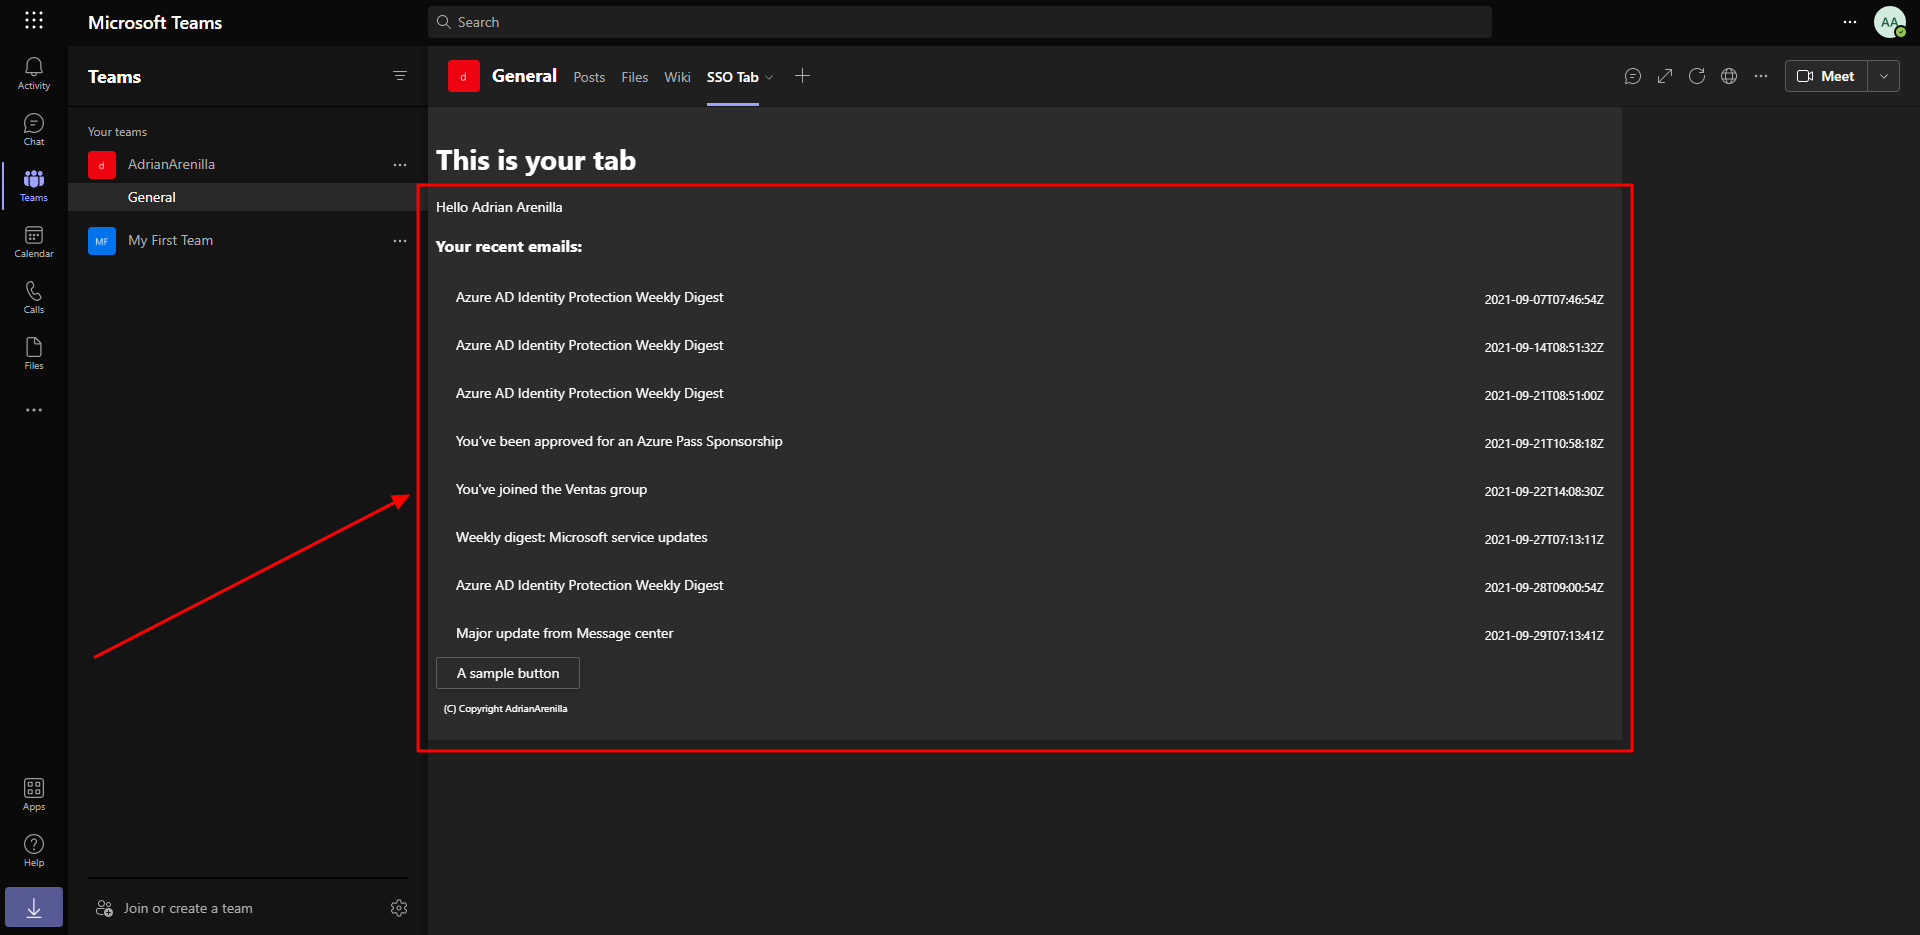 Microsoft Teams
Search
AA
Activity
Chat
Teams
Calendar
Calls
Files
Apps
Help
Teams
Your teams
d AdrianArenilla
General
MF My First Team
Join or create a team
d General Posts Files Wiki SSO Tab
Meet
This is your tab
Hello Adrian Arenilla
Your recent emails:
Azure AD Identity Protection Weekly Digest 2021-09-07T07:46:54Z
Azure AD Identity Protection Weekly Digest 2021-09-14T08:51:32Z
Azure AD Identity Protection Weekly Digest 2021-09-21T08:51:00Z
You’ve been approved for an Azure Pass Sponsorship 2021-09-21T10:58:18Z
You've joined the Ventas group 2021-09-22T14:08:30Z
Weekly digest: Microsoft service updates 2021-09-27T07:13:11Z
Azure AD Identity Protection Weekly Digest 2021-09-28T09:00:54Z
Major update from Message center 2021-09-29T07:13:41Z
A sample button
(C) Copyright AdrianArenilla